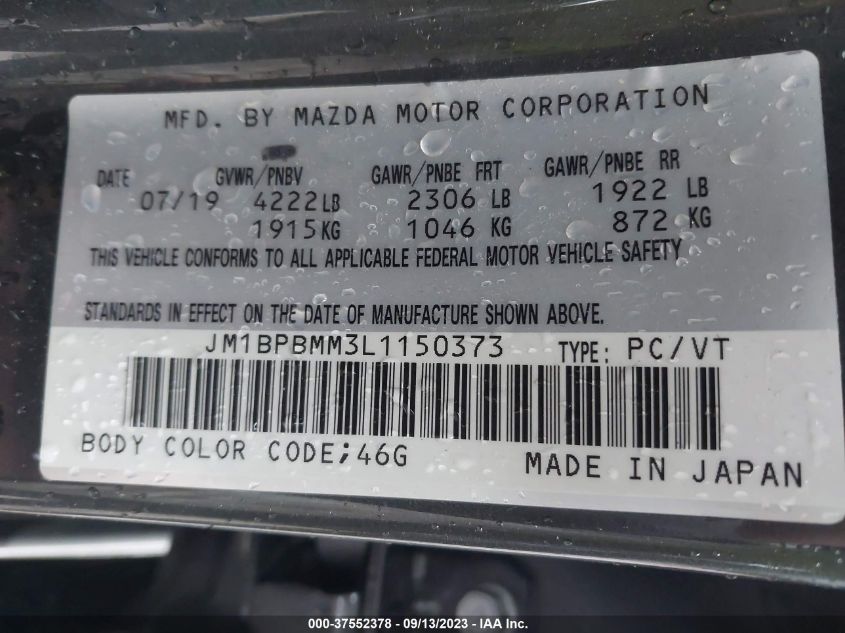 MFD. BY MAZDA MOTOR CORPORATION
DATE GVWR/PNBV GAWR/PNBE FRT GAWR/PNBE RR
07/19 4222LB 2306 LB 1922 LB
1915KG 1046 KG 872 KG
THIS VEHICLE CONFORMS TO ALL APPLICABLE FEDERAL MOTOR VEHICLE SAFETY
STANDARDS IN EFFECT ON THE DATE OF MANUFACTURE SHOWN ABOVE.
JM1BPBMM3L1150373 TYPE: PC/VT
BODY COLOR CODE;46G MADE IN JAPAN
000-37552378 - 09/13/2023 - IAAI.com.